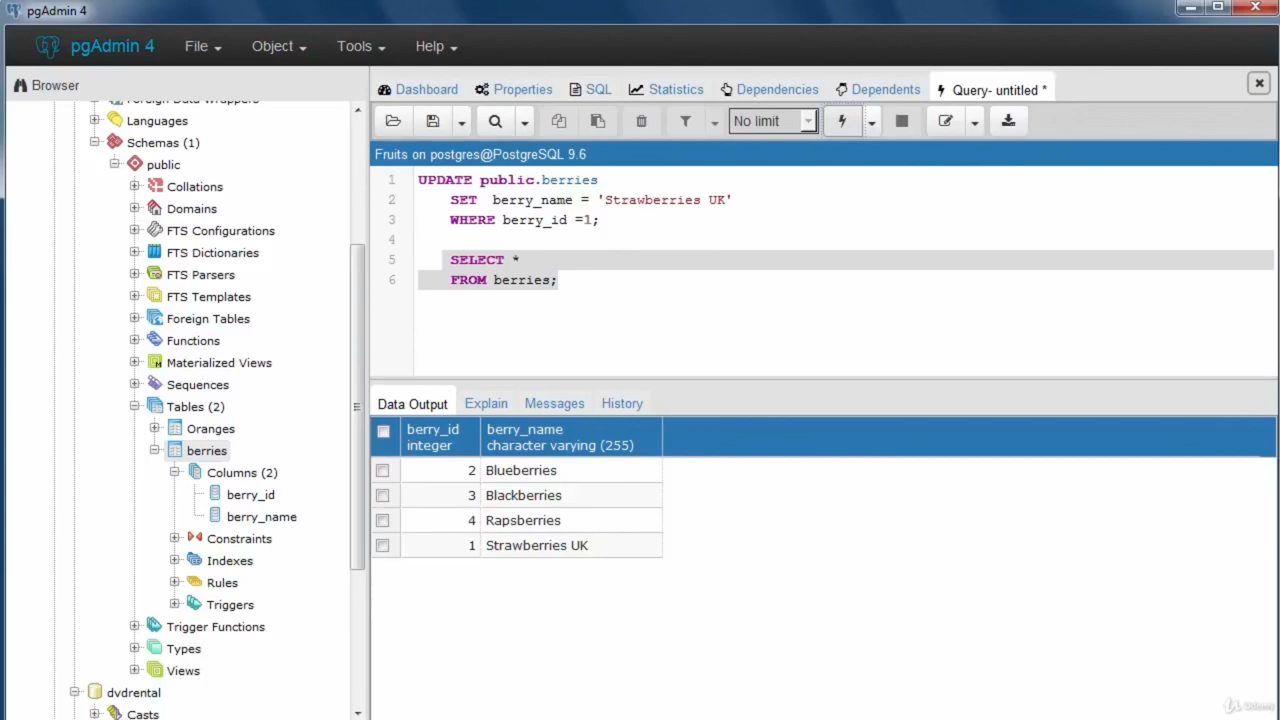 pgAdmin 4
pgAdmin 4 File Object Tools Help
Browser
Dashboard Properties SQL Statistics Dependencies Dependents Query- untitled *
No limit
Fruits on postgres@PostgreSQL 9.6
1 UPDATE public.berries
2 SET berry_name = 'Strawberries UK'
3 WHERE berry_id =1;
4
5 SELECT *
6 FROM berries;
Foreign Data Wrappers
Languages
Schemas (1)
public
Collations
Domains
FTS Configurations
FTS Dictionaries
FTS Parsers
FTS Templates
Foreign Tables
Functions
Materialized Views
Sequences
Tables (2)
Oranges
berries
Columns (2)
berry_id
berry_name
Constraints
Indexes
Rules
Triggers
Trigger Functions
Types
Views
dvdrental
Casts
Data Output Explain Messages History
berry_id berry_name
integer character varying (255)
2 Blueberries
3 Blackberries
4 Rapsberries
1 Strawberries UK
Udemy